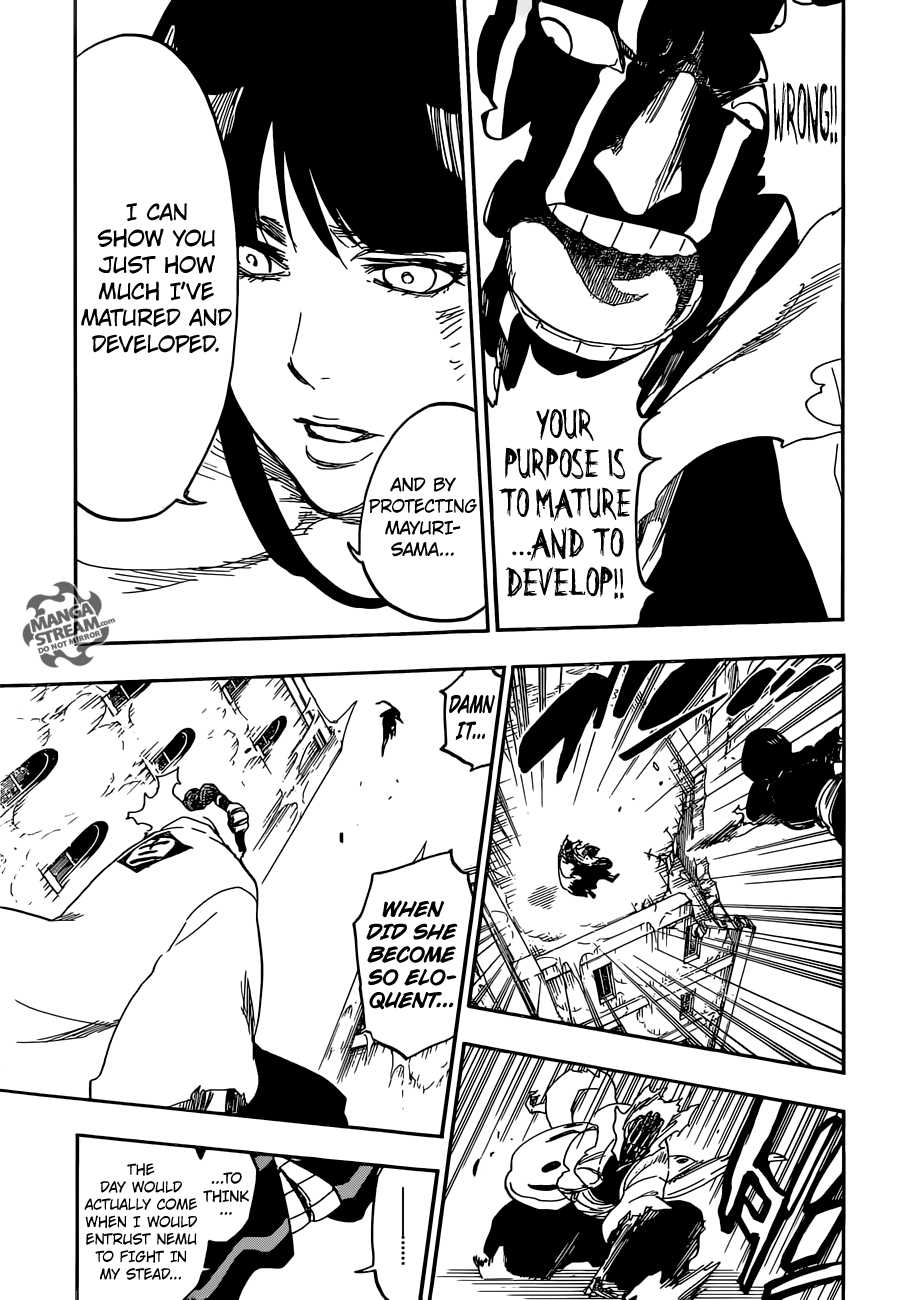 WRONG!!
YOUR
PURPOSE IS
TO MATURE
...AND TO
DEVELOP!!
AND BY
PROTECTING
MAYURI-
SAMA...
I CAN
SHOW YOU
JUST HOW
MUCH I'VE
MATURED AND
DEVELOPED.
MANGA
STREAM.com
DO NOT MIRROR
DAMN
IT...
WHEN
DID SHE
BECOME
SO ELO-
QUENT...
...TO
THINK...
THE
DAY WOULD
ACTUALLY COME
WHEN I WOULD
ENTRUST NEMU
TO FIGHT IN
MY STEAD...